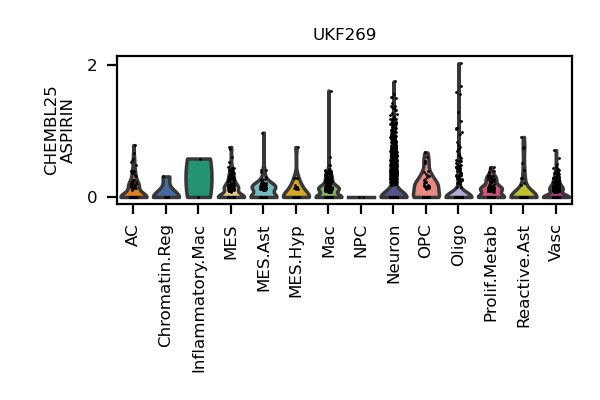 UKF269
CHEMBL25
ASPIRIN
2
0
AC
Chromatin.Reg
Inflammatory.Mac
MES
MES.Ast
MES.Hyp
Mac
NPC
Neuron
OPC
Oligo
Prolif.Metab
Reactive.Ast
Vasc